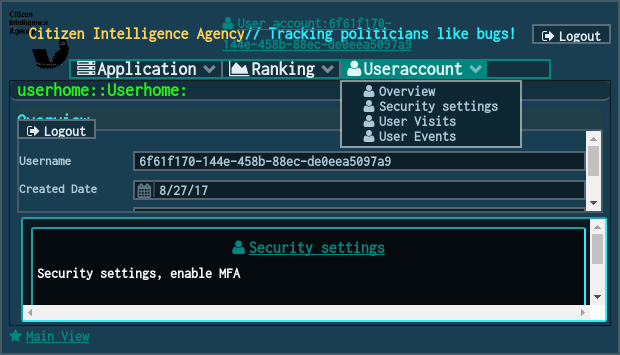 Citizen
Intelligence
Agen
User account:6f61f170-
144e-458b-88ec-de0eea5097a9
Citizen Intelligence Agency// Tracking politicians like bugs!
Logout
Application
Ranking
Useraccount
userhome::Userhome:
Overview
Security settings
User Visits
User Events
Overview
Logout
Username
6f61f170-144e-458b-88ec-de0eea5097a9
Created Date
8/27/17
Security settings
Security settings, enable MFA
Main View